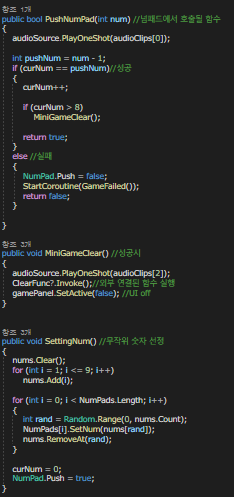 참조 1개
public bool PushNumPad(int num) //넘패드에서 호출될 함수
{
audioSource.PlayOneShot(audioClips[0]);
int pushNum = num - 1;
if (curNum == pushNum)//성공
{
curNum++;
if (curNum > 8)
MiniGameClear();
return true;
}
else //실패
{
NumPad.Push = false;
StartCoroutine(GameFailed());
return false;
}
}
참조 1개
public void MiniGameClear() //성공시
{
audioSource.PlayOneShot(audioClips[2]);
ClearFunc?.Invoke();//외부 연결된 함수 실행
gamePanel.SetActive(false); //UI off
}
참조 3개
public void SettingNum() //무작위 숫자 선정
{
nums.Clear();
for (int i = 1; i <= 9; i++)
nums.Add(i);
for (int i = 0; i < NumPads.Length; i++)
{
int rand = Random.Range(0, nums.Count);
NumPads[i].SetNum(nums[rand]);
nums.RemoveAt(rand);
}
curNum = 0;
NumPad.Push = true;
}